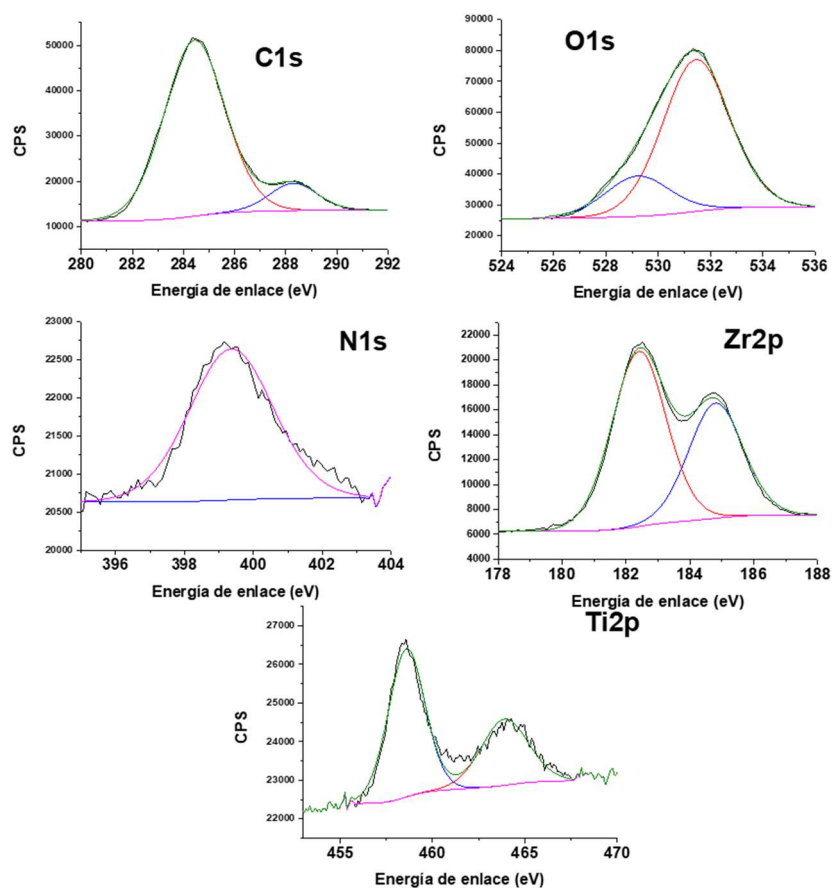 C1s
50000
40000
30000
20000
10000
CPS
280 282 284 286 288 290 292
Energía de enlace (eV)
O1s
90000
80000
70000
60000
50000
40000
30000
20000
CPS
524 526 528 530 532 534 536
Energía de enlace (eV)
N1s
23000
22500
22000
21500
21000
20500
20000
CPS
396 398 400 402 404
Energía de enlace (eV)
Zr2p
22000
20000
18000
16000
14000
12000
10000
8000
6000
4000
CPS
178 180 182 184 186 188
Energía de enlace (eV)
Ti2p
27000
26000
25000
24000
23000
22000
CPS
455 460 465 470
Energía de enlace (eV)